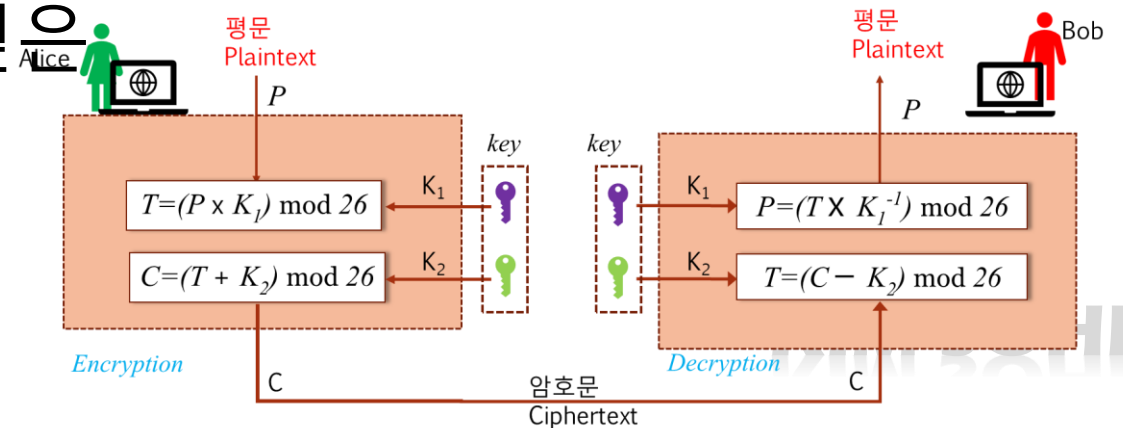 Alice
평문
Plaintext
P
key
T=(P x K₁) mod 26
K₁
C=(T + K₂) mod 26
K₂
Encryption
C
암호문
Ciphertext
평문
Plaintext
Bob
P
key
K₁
P=(T X K₁⁻¹) mod 26
K₂
T=(C − K₂) mod 26
Decryption
C